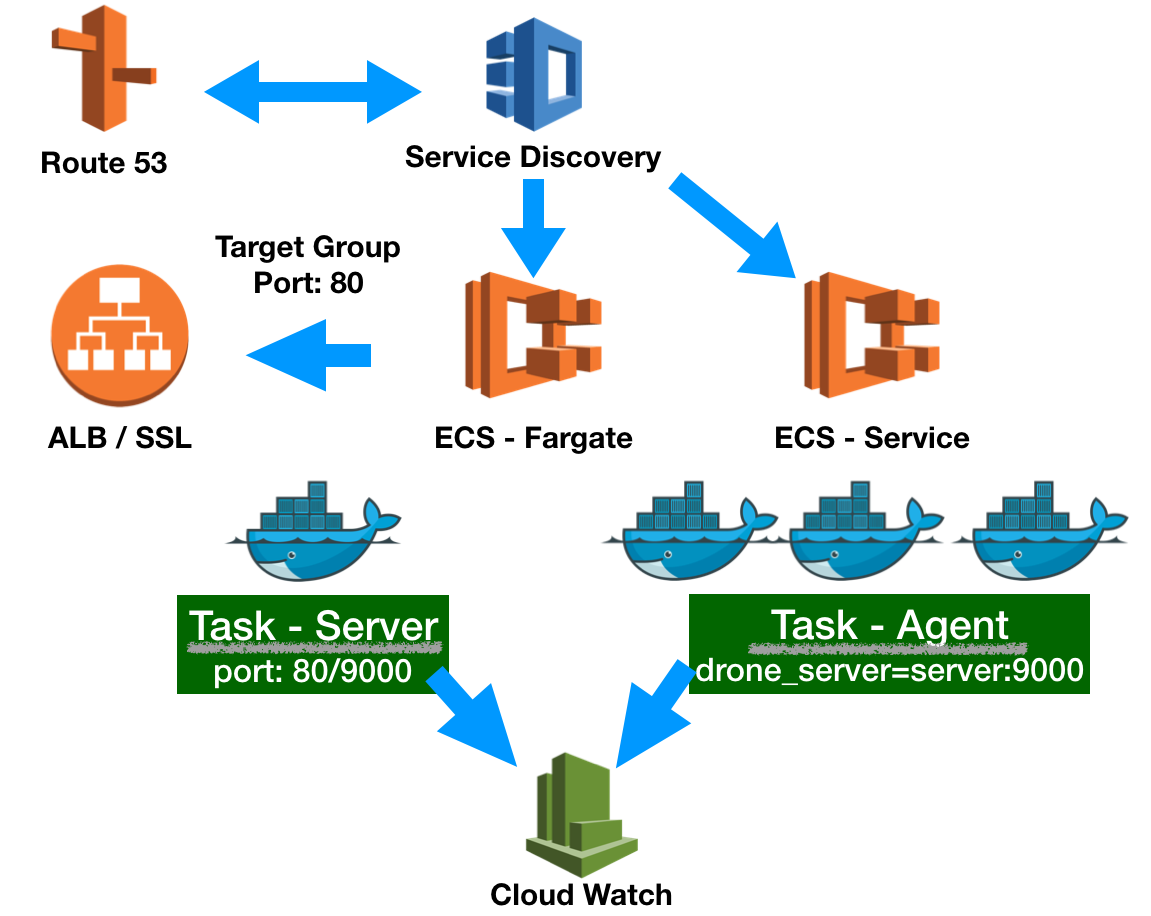 Route 53
Service Discovery
Target Group
Port: 80
ALB / SSL
ECS - Fargate
ECS - Service
Task - Server
port: 80/9000
Task - Agent
drone_server=server:9000
Cloud Watch